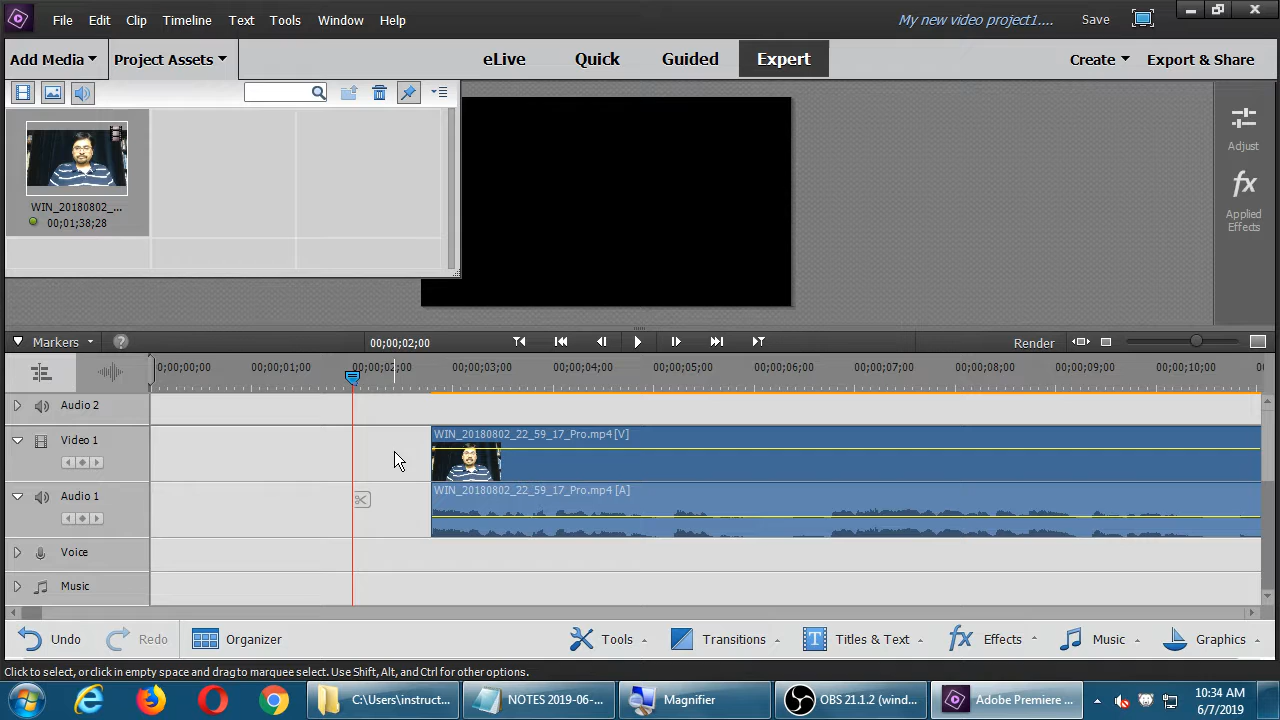 File Edit Clip Timeline Text Tools Window Help
My new video project1....
Save
Add Media
Project Assets
eLive Quick Guided Expert
Create
Export & Share
WIN_20180802_...
00;01;38;28
Adjust
fx
Applied
Effects
Markers
?
00;00;02;00
Render
0;00;00;00 00;00;01;00 00;00;02;00 00;00;03;00 00;00;04;00 00;00;05;00 00;00;06;00 00;00;07;00 00;00;08;00 00;00;09;00 00;00;10;00
Audio 2
Video 1
WIN_20180802_22_59_17_Pro.mp4 [V]
Audio 1
WIN_20180802_22_59_17_Pro.mp4 [A]
Voice
Music
Undo
Redo
Organizer
Tools
Transitions
T Titles & Text
fx Effects
Music
Graphics
Click to select, or click in empty space and drag to marquee select. Use Shift, Alt, and Ctrl for other options.
C:\Users\instruct...
NOTES 2019-06-...
Magnifier
OBS 21.1.2 (wind...
Adobe Premiere ...
10:34 AM
6/7/2019